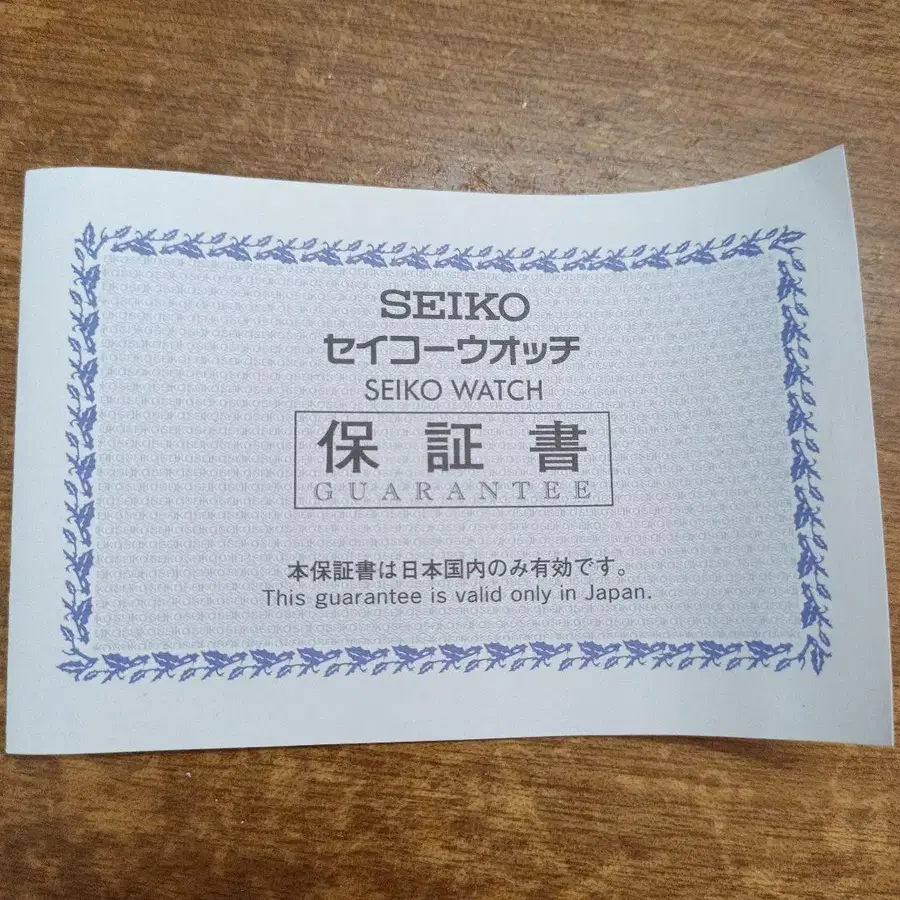 SEIKO
セイコーウオッチ
SEIKO WATCH
保証書
GUARANTEE
本保証書は日本国内のみ有効です。
This guarantee is valid only in Japan.